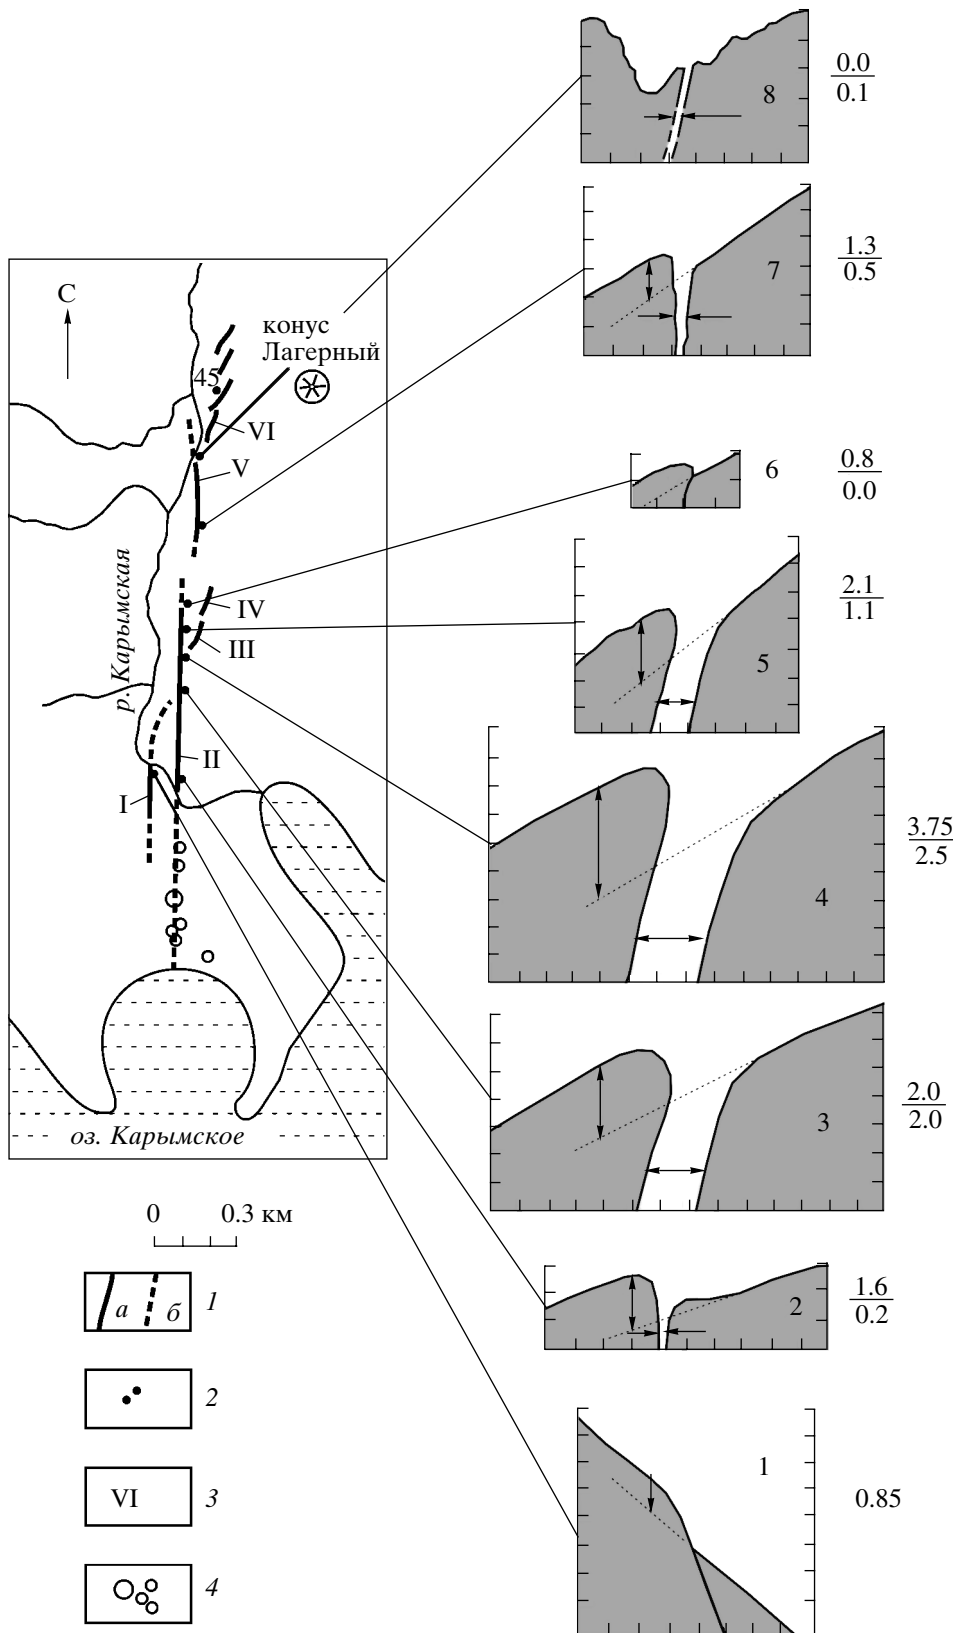 8
0.0
0.1
7
1.3
0.5
С
конус
Лагерный
45
VI
V
6
0.8
0.0
р. Карымская
IV
III
5
2.1
1.1
II
I
4
3.75
2.5
3
2.0
2.0
оз. Карымское
0 0.3 км
2
1.6
0.2
а б 1
2
1
0.85
VI 3
4